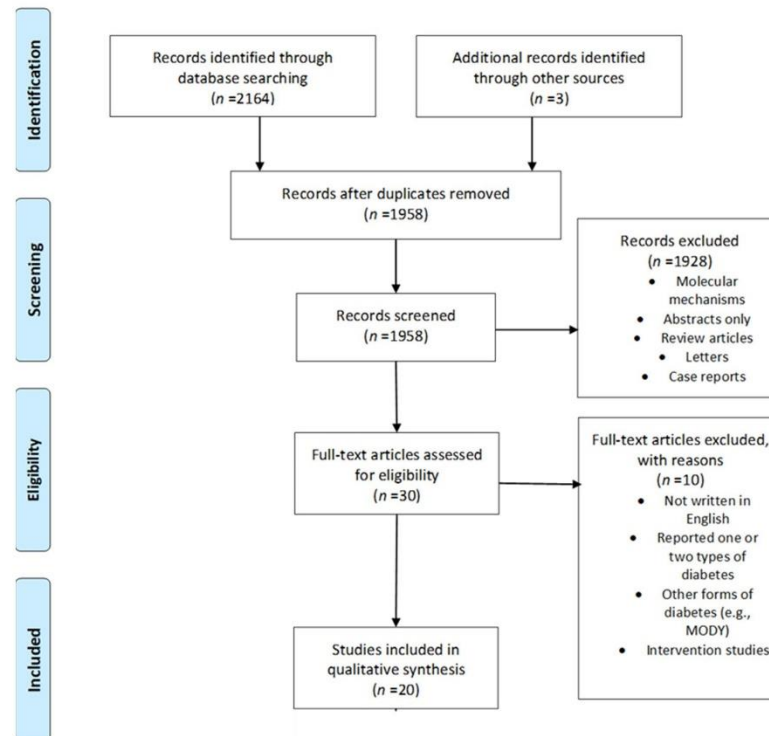 Identification
Records identified through
database searching
(n =2164)
Additional records identified
through other sources
(n =3)
Records after duplicates removed
(n =1958)
Screening
Records screened
(n =1958)
Records excluded
(n =1928)
• Molecular
mechanisms
• Abstracts only
• Review articles
• Letters
• Case reports
Eligibility
Full-text articles assessed
for eligibility
(n =30)
Full-text articles excluded,
with reasons
(n =10)
• Not written in
English
• Reported one or
two types of
diabetes
• Other forms of
diabetes (e.g.,
MODY)
• Intervention studies
Included
Studies included in
qualitative synthesis
(n =20)